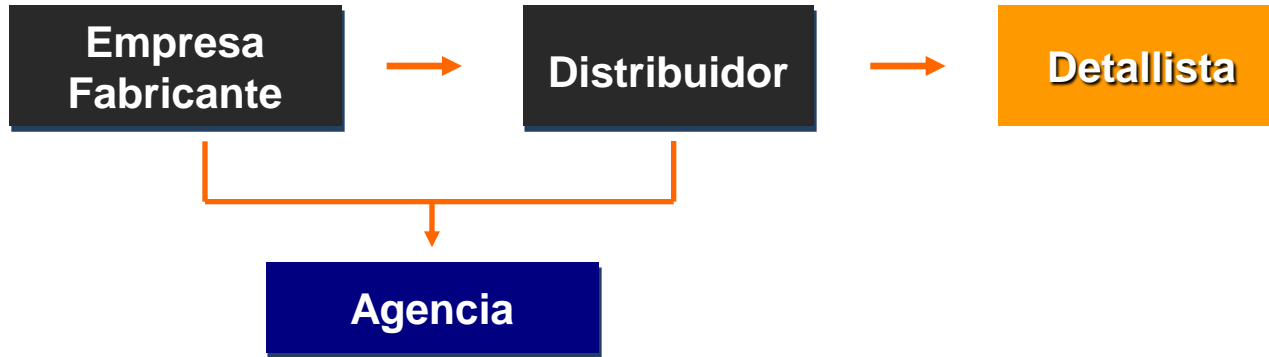 Empresa
Fabricante
Distribuidor
Detallista
Agencia